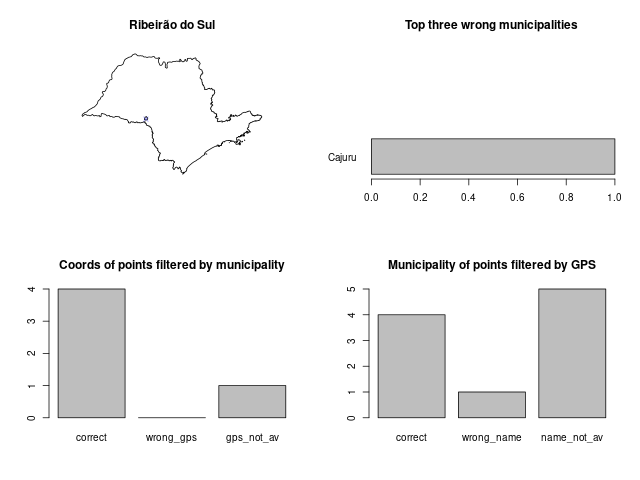 Ribeirão do Sul
Top three wrong municipalities
Cajuru
0.0 0.2 0.4 0.6 0.8 1.0
Coords of points filtered by municipality
4
3
2
1
0
correct wrong_gps gps_not_av
Municipality of points filtered by GPS
5
4
3
2
1
0
correct wrong_name name_not_av